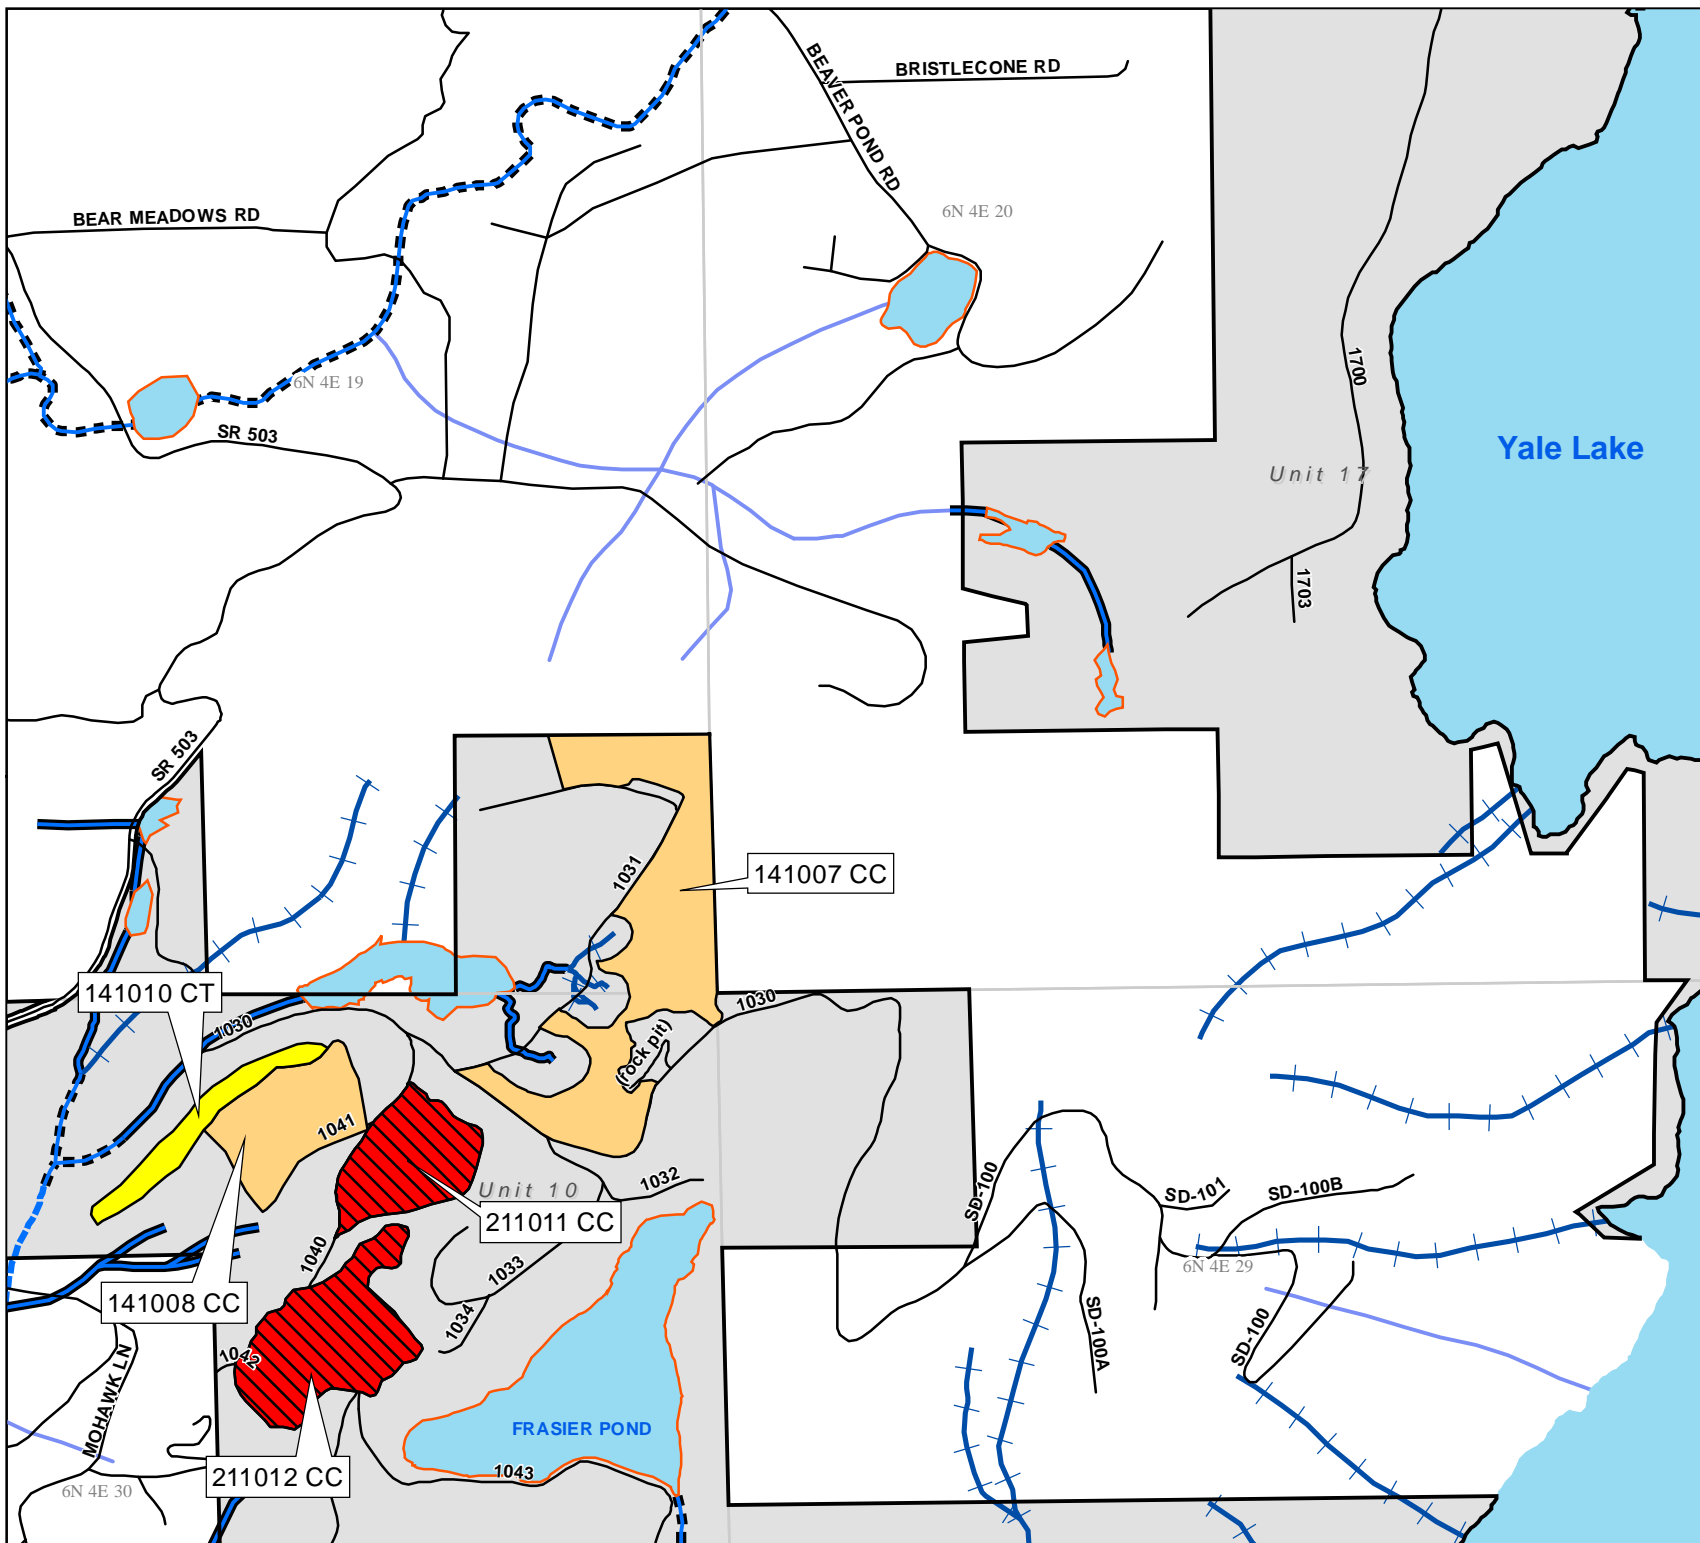 BRISTLECONE RD
BEAVER POND RD
BEAR MEADOWS RD
6N 4E 20
6N 4E 19
1700
SR 503
Yale Lake
Unit 17
1703
SR 503
1031
141007 CC
141010 CT
1030
1030
(rock pit)
1041
1032
SD-100
SD-101
SD-100B
Unit 10
211011 CC
1040
1033
6N 4E 29
141008 CC
1034
SD-100A
SD-100
1042
MOHAWK LN
FRASIER POND
1043
211012 CC
6N 4E 30